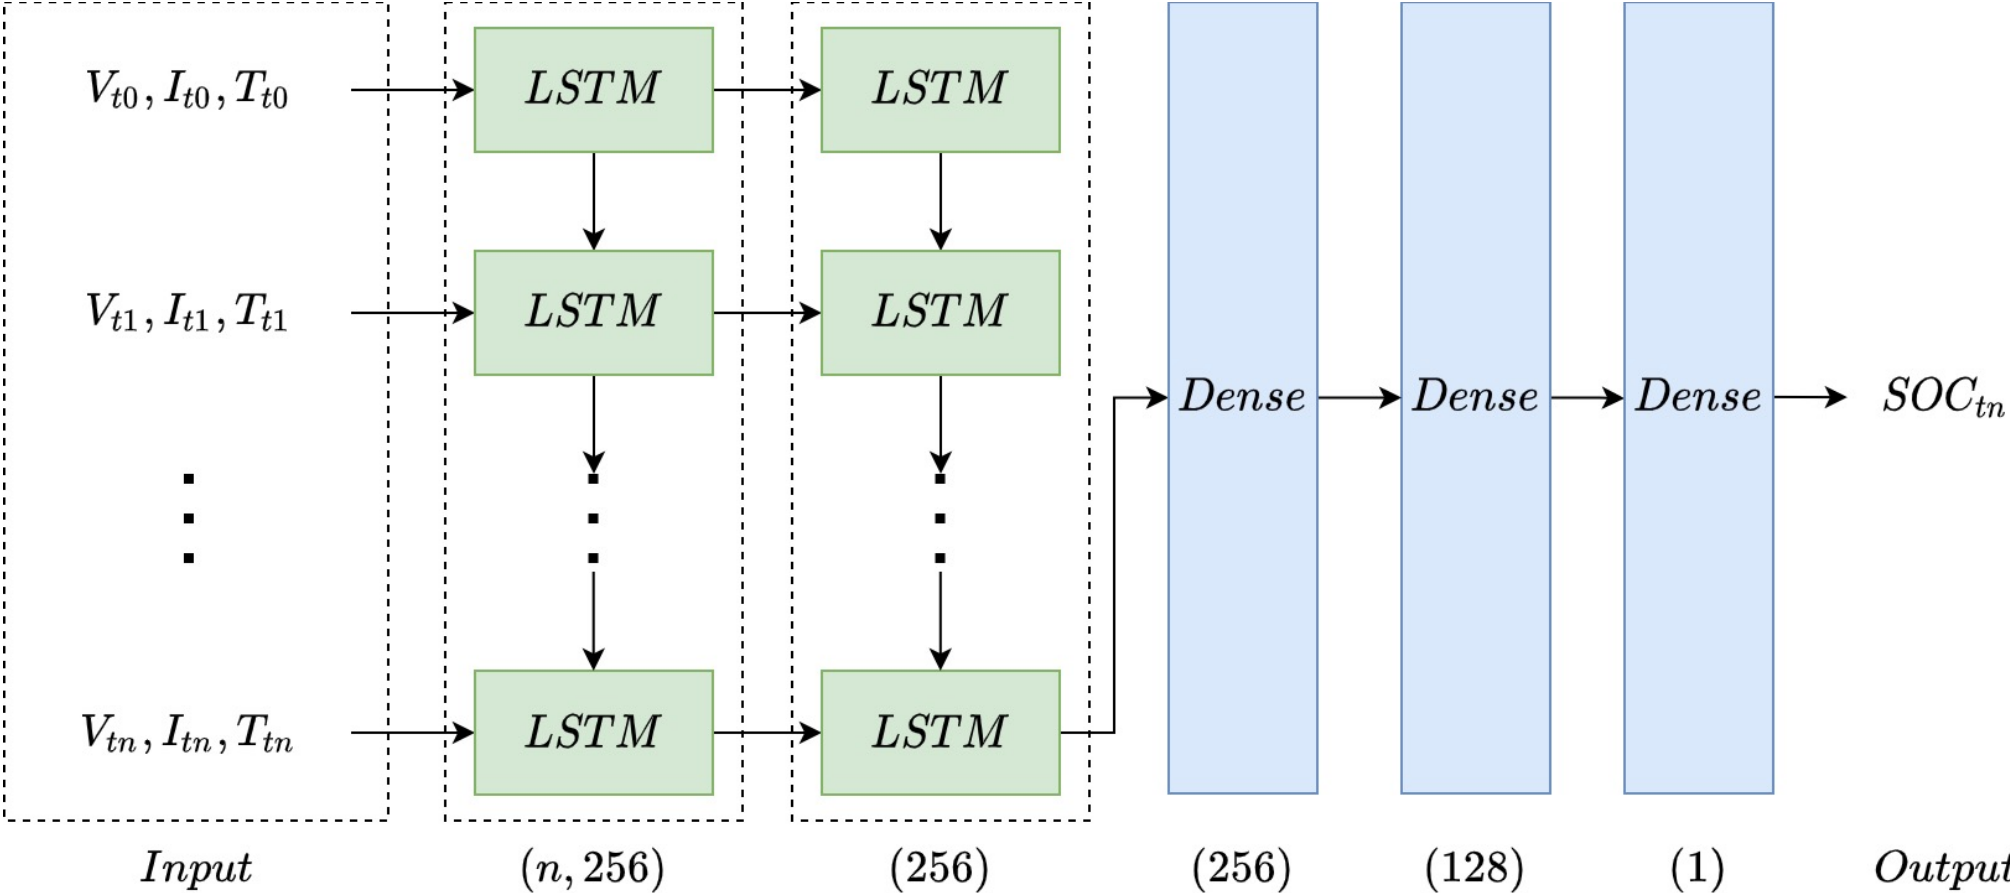 V_{t0}, I_{t0}, T_{t0} LSTM LSTM
V_{t1}, I_{t1}, T_{t1} LSTM LSTM
Dense Dense Dense SOC_{tn}
V_{tn}, I_{tn}, T_{tn} LSTM LSTM
Input (n, 256) (256) (256) (128) (1) Output